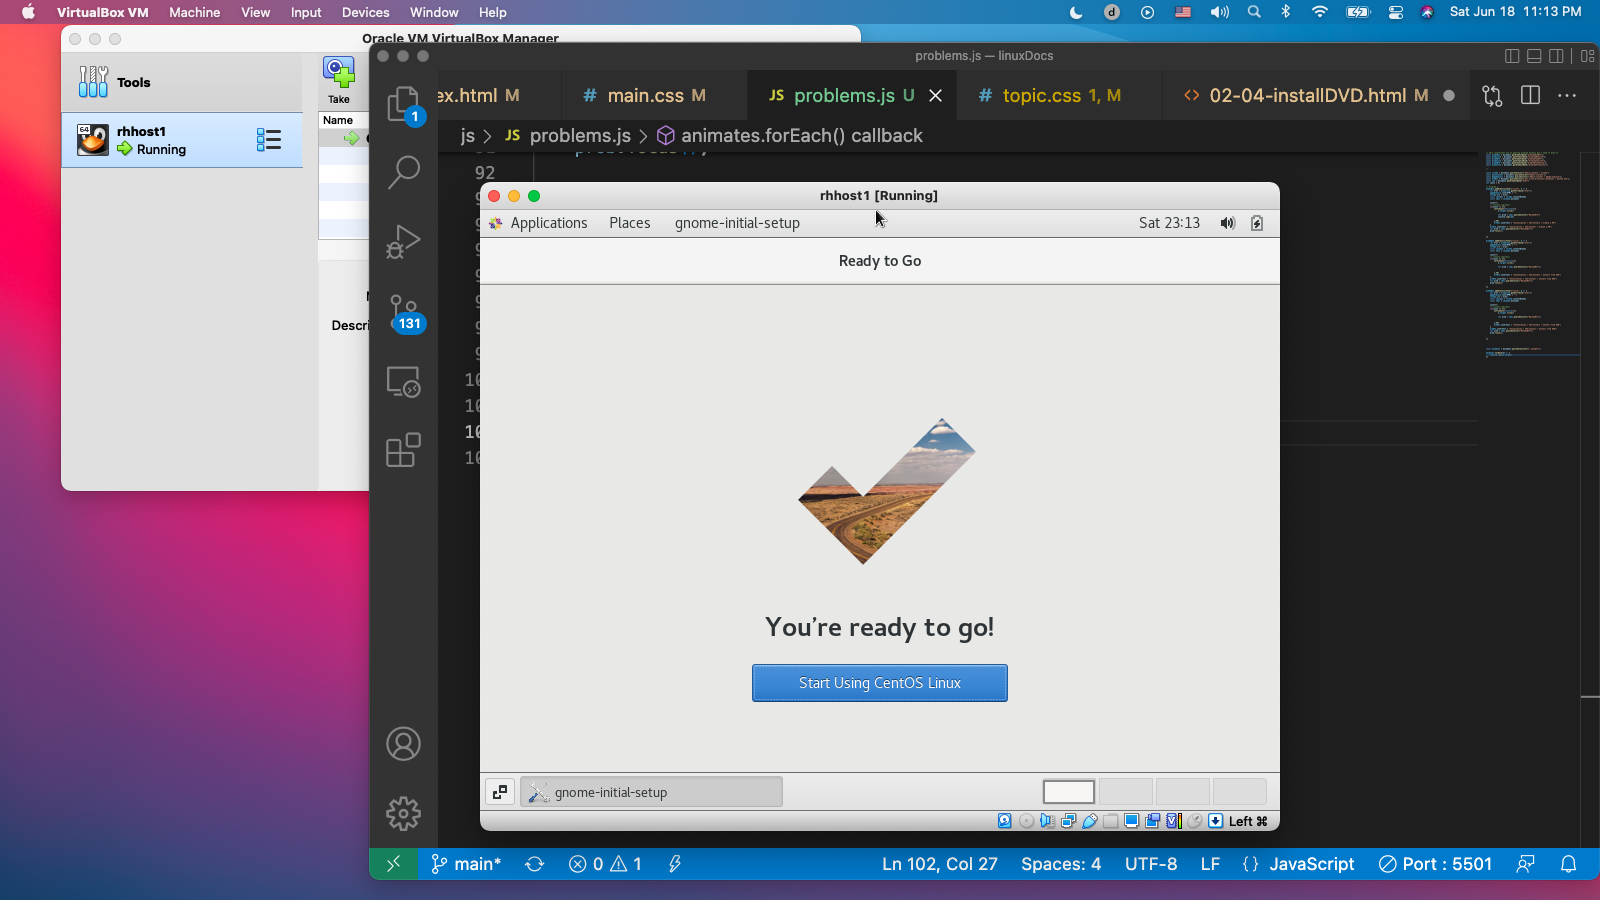 VirtualBox VM Machine View Input Devices Window Help Sat Jun 18 11:13 PM
Oracle VM VirtualBox Manager
Tools
Take
Name
64
rhhost1
Running
Descri
problems.js — linuxDocs
ex.html M # main.css M JS problems.js U # topic.css 1, M <> 02-04-installDVD.html M
js > JS problems.js > animates.forEach() callback
92
1
131
rhhost1 [Running]
Applications Places gnome-initial-setup Sat 23:13
Ready to Go
You're ready to go!
Start Using CentOS Linux
gnome-initial-setup
Left ⌘
main* 0 1 Ln 102, Col 27 Spaces: 4 UTF-8 LF {} JavaScript Port : 5501